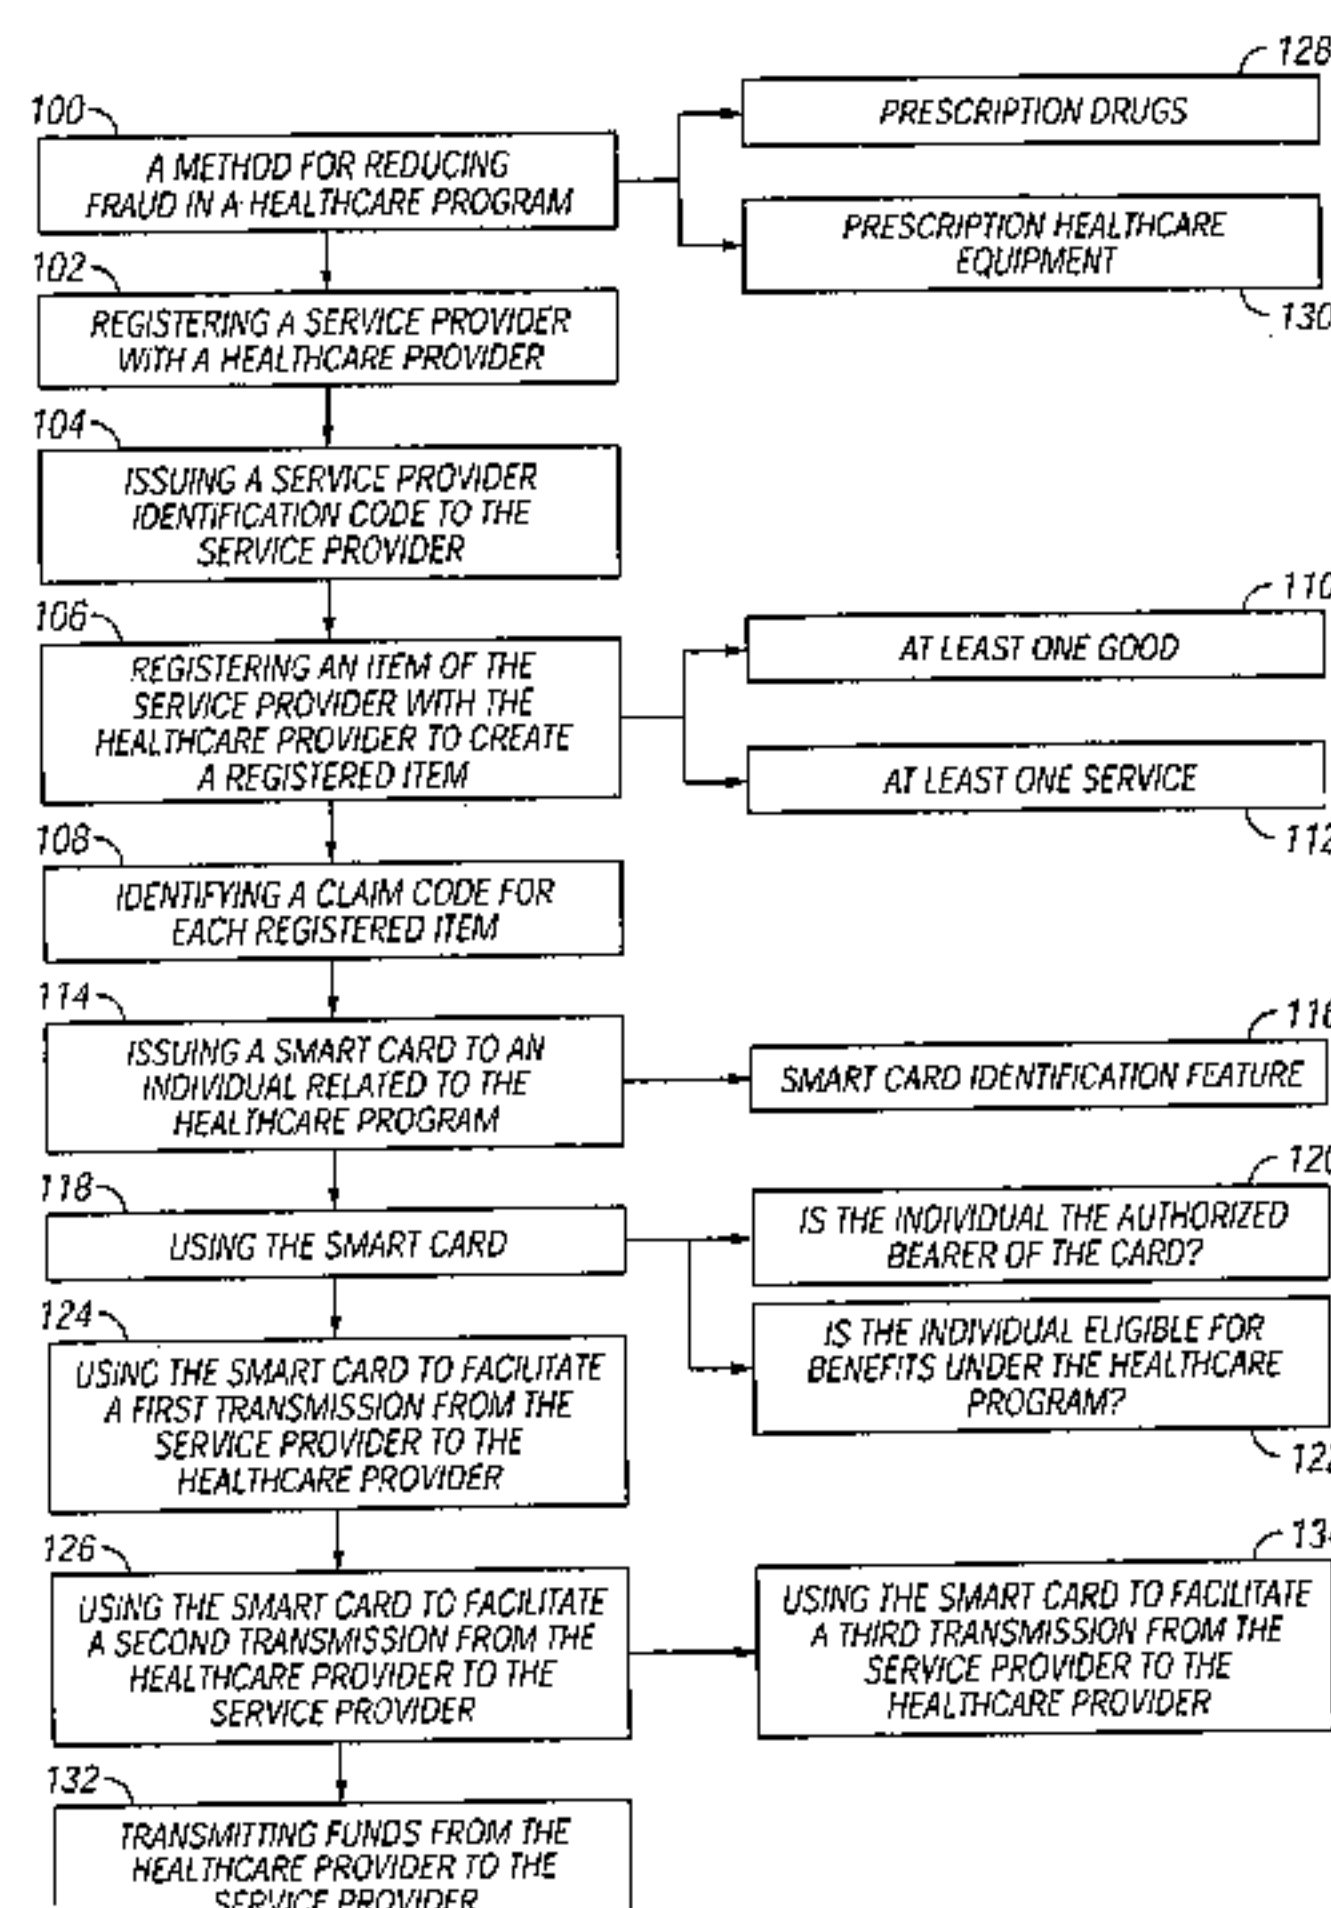 100
A METHOD FOR REDUCING
FRAUD IN A HEALTHCARE PROGRAM
128
PRESCRIPTION DRUGS
PRESCRIPTION HEALTHCARE
EQUIPMENT
130
102
REGISTERING A SERVICE PROVIDER
WITH A HEALTHCARE PROVIDER
104
ISSUING A SERVICE PROVIDER
IDENTIFICATION CODE TO THE
SERVICE PROVIDER
106
REGISTERING AN ITEM OF THE
SERVICE PROVIDER WITH THE
HEALTHCARE PROVIDER TO CREATE
A REGISTERED ITEM
110
AT LEAST ONE GOOD
AT LEAST ONE SERVICE
112
108
IDENTIFYING A CLAIM CODE FOR
EACH REGISTERED ITEM
114
ISSUING A SMART CARD TO AN
INDIVIDUAL RELATED TO THE
HEALTHCARE PROGRAM
116
SMART CARD IDENTIFICATION FEATURE
118
USING THE SMART CARD
120
IS THE INDIVIDUAL THE AUTHORIZED
BEARER OF THE CARD?
IS THE INDIVIDUAL ELIGIBLE FOR
BENEFITS UNDER THE HEALTHCARE
PROGRAM?
122
124
USING THE SMART CARD TO FACILITATE
A FIRST TRANSMISSION FROM THE
SERVICE PROVIDER TO THE
HEALTHCARE PROVIDER
126
USING THE SMART CARD TO FACILITATE
A SECOND TRANSMISSION FROM THE
HEALTHCARE PROVIDER TO THE
SERVICE PROVIDER
USING THE SMART CARD TO FACILITATE
A THIRD TRANSMISSION FROM THE
SERVICE PROVIDER TO THE
HEALTHCARE PROVIDER
132
TRANSMITTING FUNDS FROM THE
HEALTHCARE PROVIDER TO THE
SERVICE PROVIDER